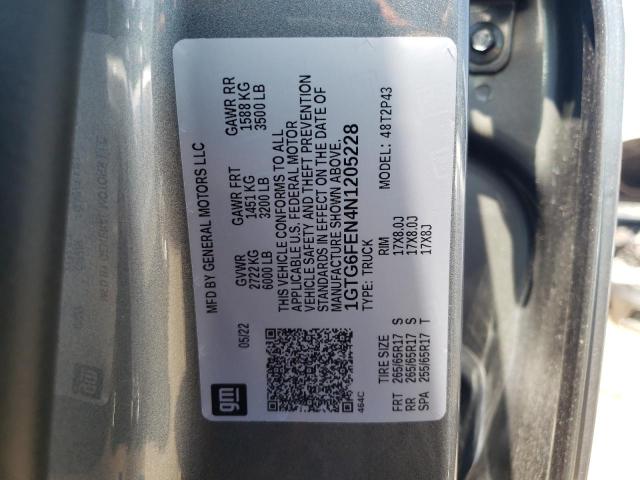 gm
MFD BY GENERAL MOTORS LLC
05/22
GVWR GAWR FRT GAWR RR
2722 KG 1451 KG 1588 KG
6000 LB 3200 LB 3500 LB
THIS VEHICLE CONFORMS TO ALL
APPLICABLE U.S. FEDERAL MOTOR
VEHICLE SAFETY AND THEFT PREVENTION
STANDARDS IN EFFECT ON THE DATE OF
MANUFACTURE SHOWN ABOVE.
1GTG6FEN4N1205228
TYPE: TRUCK MODEL: 48T2P43
464C
TIRE SIZE RIM
FRT 265/65R17 S 17X8.0J
RR 265/65R17 S 17X8.0J
SPA 255/65R17 T 17X8J